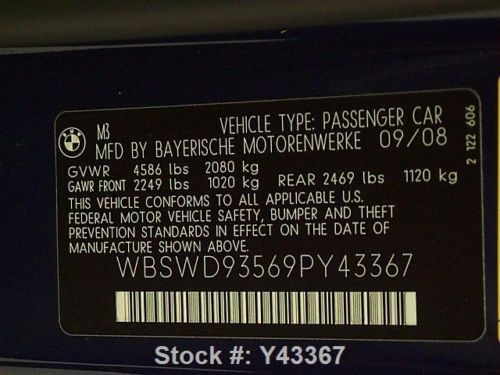 BMW
M3 VEHICLE TYPE: PASSENGER CAR
MFD BY BAYERISCHE MOTORENWERKE 09/08
GVWR 4586 lbs 2080 kg
GAWR FRONT 2249 lbs 1020 kg REAR 2469 lbs 1120 kg
THIS VEHICLE CONFORMS TO ALL APPLICABLE U.S.
FEDERAL MOTOR VEHICLE SAFETY, BUMPER AND THEFT
PREVENTION STANDARDS IN EFFECT ON THE DATE OF
MANUFACTURE SHOWN ABOVE.
WBSWD93569PY43367
2 122 606
Stock #: Y43367